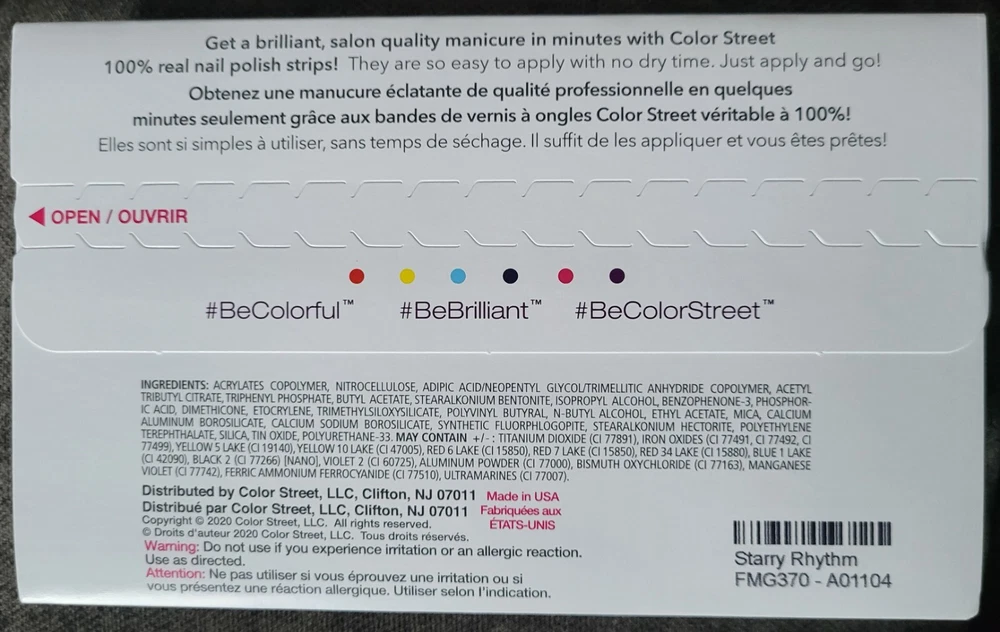 Get a brilliant, salon quality manicure in minutes with Color Street
100% real nail polish strips! They are so easy to apply with no dry time. Just apply and go!
Obtenez une manucure éclatante de qualité professionnelle en quelques
minutes seulement grâce aux bandes de vernis à ongles Color Street véritable à 100%!
Elles sont si simples à utiliser, sans temps de séchage. Il suffit de les appliquer et vous êtes prêtes!
OPEN / OUVRIR
#BeColorful™ #BeBrilliant™ #BeColorStreet™
INGREDIENTS: ACRYLATES COPOLYMER, NITROCELLULOSE, ADIPIC ACID/NEOPENTYL GLYCOL/TRIMELLITIC ANHYDRIDE COPOLYMER, ACETYL
TRIBUTYL CITRATE, TRIPHENYL PHOSPHATE, BUTYL ACETATE, STEARALKONIUM BENTONITE, ISOPROPYL ALCOHOL, BENZOPHENONE-3, PHOSPHOR-
IC ACID, DIMETHICONE, ETOCRYLENE, TRIMETHYLSILOXYSILICATE, POLYVINYL BUTYRAL, N-BUTYL ALCOHOL, ETHYL ACETATE, MICA, CALCIUM
ALUMINUM BOROSILICATE, CALCIUM SODIUM BOROSILICATE, SYNTHETIC FLUORPHLOGOPITE, STEARALKONIUM HECTORITE, POLYETHYLENE
TEREPHTHALATE, SILICA, TIN OXIDE, POLYURETHANE-33. MAY CONTAIN +/- : TITANIUM DIOXIDE (CI 77891), IRON OXIDES (CI 77491, CI 77492, CI
77499), YELLOW 5 LAKE (CI 19140), YELLOW 10 LAKE (CI 47005), RED 6 LAKE (CI 15850), RED 7 LAKE (CI 15850), RED 34 LAKE (CI 15880), BLUE 1 LAKE
(CI 42090), BLACK 2 (CI 77266) [NANO], VIOLET 2 (CI 60725), ALUMINUM POWDER (CI 77000), BISMUTH OXYCHLORIDE (CI 77163), MANGANESE
VIOLET (CI 77742), FERRIC AMMONIUM FERROCYANIDE (CI 77510), ULTRAMARINES (CI 77007).
Distributed by Color Street, LLC, Clifton, NJ 07011 Made in USA
Distribué par Color Street, LLC, Clifton, NJ 07011 Fabriquées aux
ÉTATS-UNIS
Copyright © 2020 Color Street, LLC. All rights reserved.
© Droits d'auteur 2020 Color Street, LLC. Tous droits réservés.
Warning: Do not use if you experience irritation or an allergic reaction.
Use as directed.
Attention: Ne pas utiliser si vous éprouvez une irritation ou si
vous présentez une réaction allergique. Utiliser selon l'indication.
Starry Rhythm
FMG370 - A01104